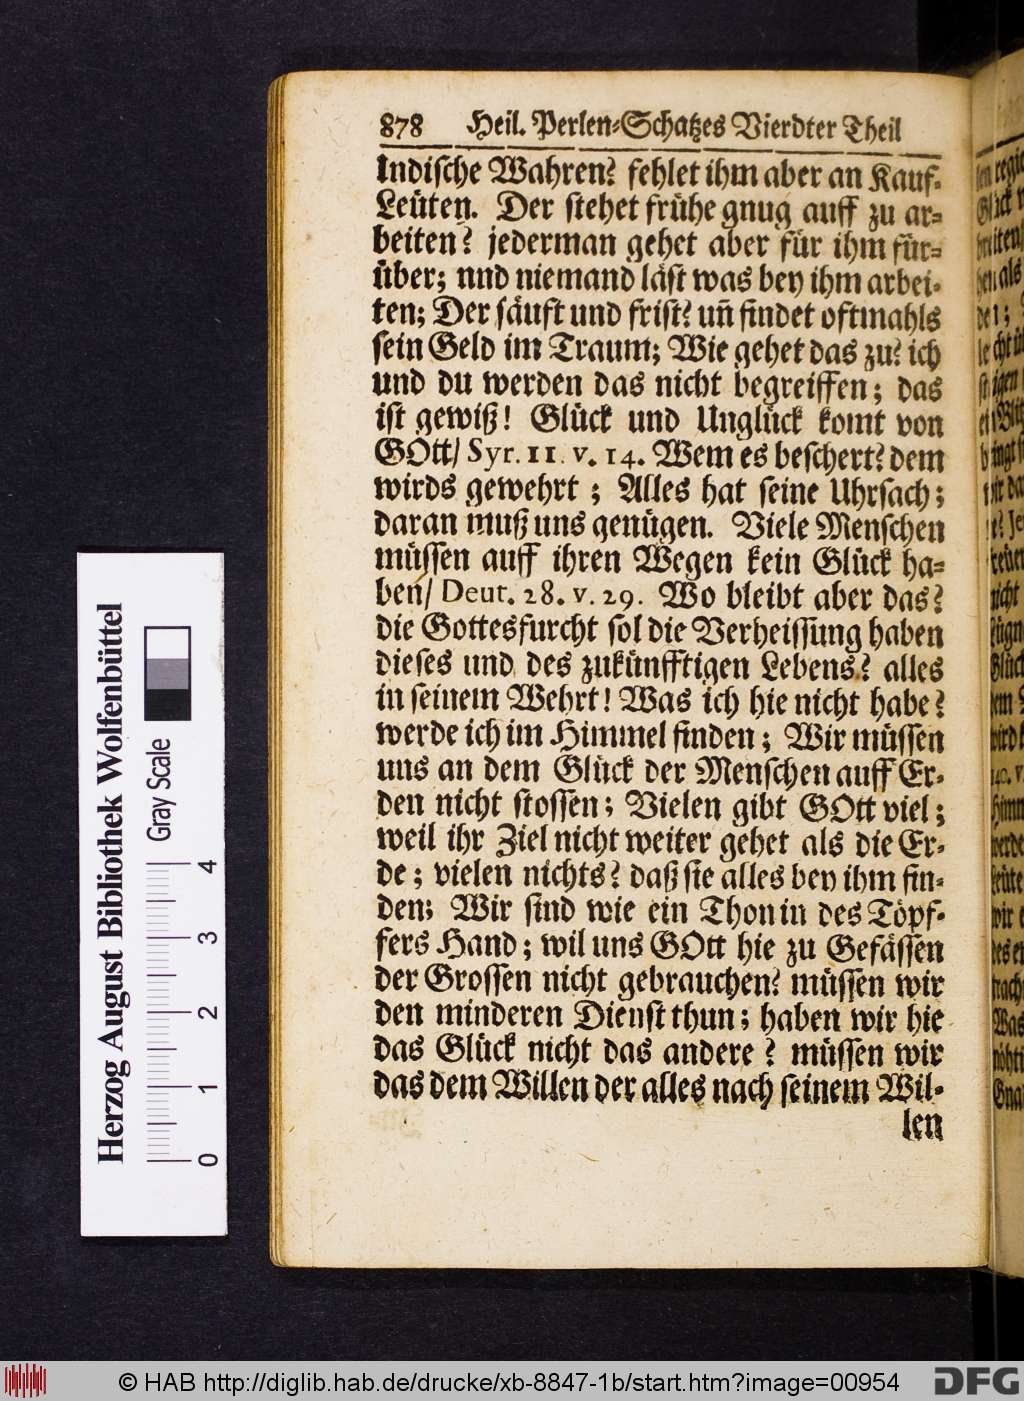 878 Heil. Perlen-Schatzes Vierdter Theil
Indische Wahren? fehlet ihm aber an Kauf-
Leüten. Der stehet frühe gnug auff zu ar-
beiten? jederman gehet aber für ihm für-
über; und niemand läst was bey ihm arbei-
ten; Der säuft und frist? uñ findet oftmahls
sein Geld im Traum; Wie gehet das zu? ich
und du werden das nicht begreiffen; das
ist gewiß! Glück und Unglück komt von
GOtt/ Syr. 11. v. 14. Wem es beschert? dem
wirds gewehrt; Alles hat seine Uhrsach;
daran muß uns genügen. Viele Menschen
müssen auff ihren Wegen kein Glück ha-
ben/ Deut. 28. v. 29. Wo bleibt aber das?
die Gottesfurcht sol die Verheissung haben
dieses und des zukünfftigen Lebens? alles
in seinem Wehrt! Was ich hie nicht habe?
werde ich im Himmel finden; Wir müssen
uns an dem Glück der Menschen auff Er-
den nicht stossen; Vielen gibt GOtt viel;
weil ihr Ziel nicht weiter gehet als die Er-
de; vielen nichts? daß sie alles bey ihm fin-
den; Wir sind wie ein Thon in des Töpf-
fers Hand; wil uns GOtt hie zu Gefässen
der Grossen nicht gebrauchen? müssen wir
den minderen Dienst thun; haben wir hie
das Glück nicht das andere? müssen wir
das dem Willen der alles nach seinem Wil-
len
Herzog August Bibliothek Wolfenbüttel
Gray Scale
0 1 2 3 4
© HAB http://diglib.hab.de/drucke/xb-8847-1b/start.htm?image=00954
DFG